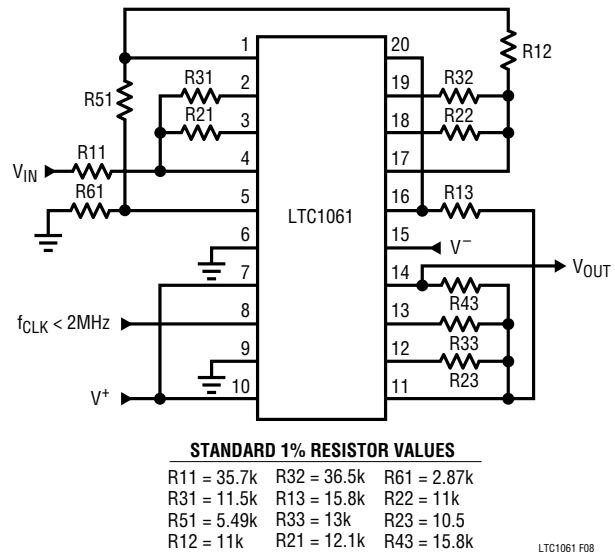 R12
1
20
R31
2
19
R32
R51
R21
3
18
R22
VIN
R11
4
17
R61
5
16
R13
LTC1061
6
15
V−
7
14
VOUT
R43
fCLK < 2MHz
8
13
R33
9
12
R23
V+
10
11
STANDARD 1% RESISTOR VALUES
R11 = 35.7k R32 = 36.5k R61 = 2.87k
R31 = 11.5k R13 = 15.8k R22 = 11k
R51 = 5.49k R33 = 13k R23 = 10.5
R12 = 11k R21 = 12.1k R43 = 15.8k
LTC1061 F08